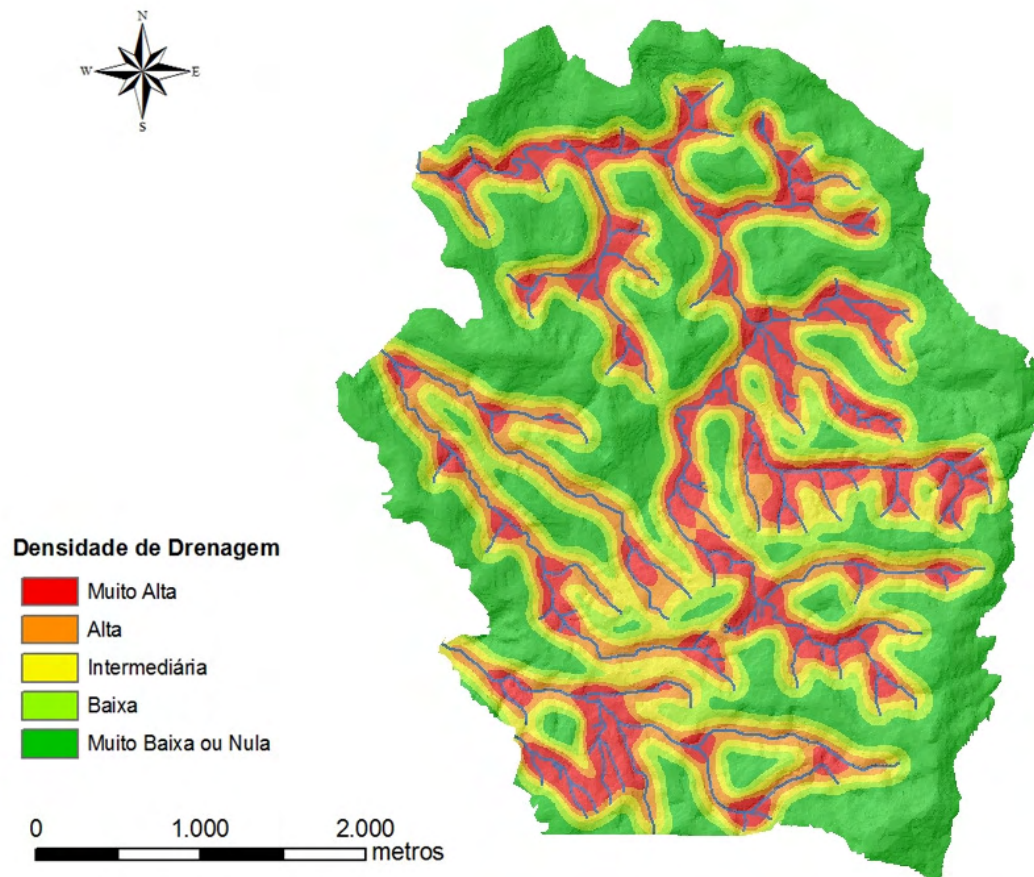 N
W E
S
Densidade de Drenagem
Muito Alta
Alta
Intermediária
Baixa
Muito Baixa ou Nula
0 1.000 2.000
metros